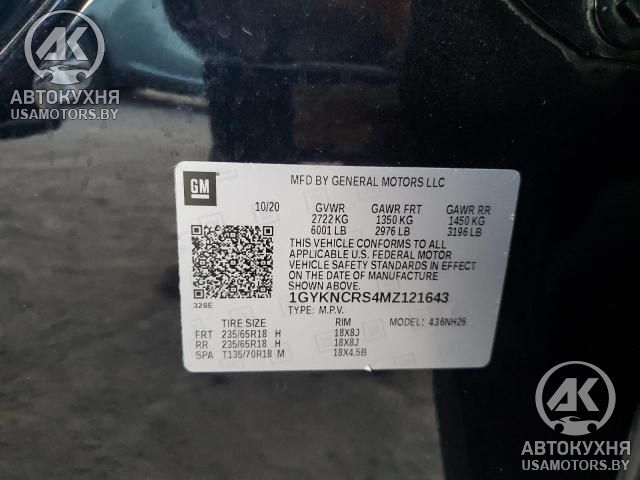 AK
АВТОКУХНЯ
USAMOTORS.BY
GM
MFD BY GENERAL MOTORS LLC
10/20 GVWR GAWR FRT GAWR RR
2722 KG 1350 KG 1450 KG
6001 LB 2976 LB 3196 LB
THIS VEHICLE CONFORMS TO ALL
APPLICABLE U.S. FEDERAL MOTOR
VEHICLE SAFETY STANDARDS IN EFFECT
ON THE DATE OF MANUFACTURE
SHOWN ABOVE.
328E
1GYKNCRS4MZ121643
TYPE: M.P.V.
TIRE SIZE RIM MODEL: 436NH26
FRT 235/65R18 H 18X8J
RR 235/65R18 H 18X8J
SPA T135/70R18 M 18X4.5B
AK
АВТОКУХНЯ
USAMOTORS.BY